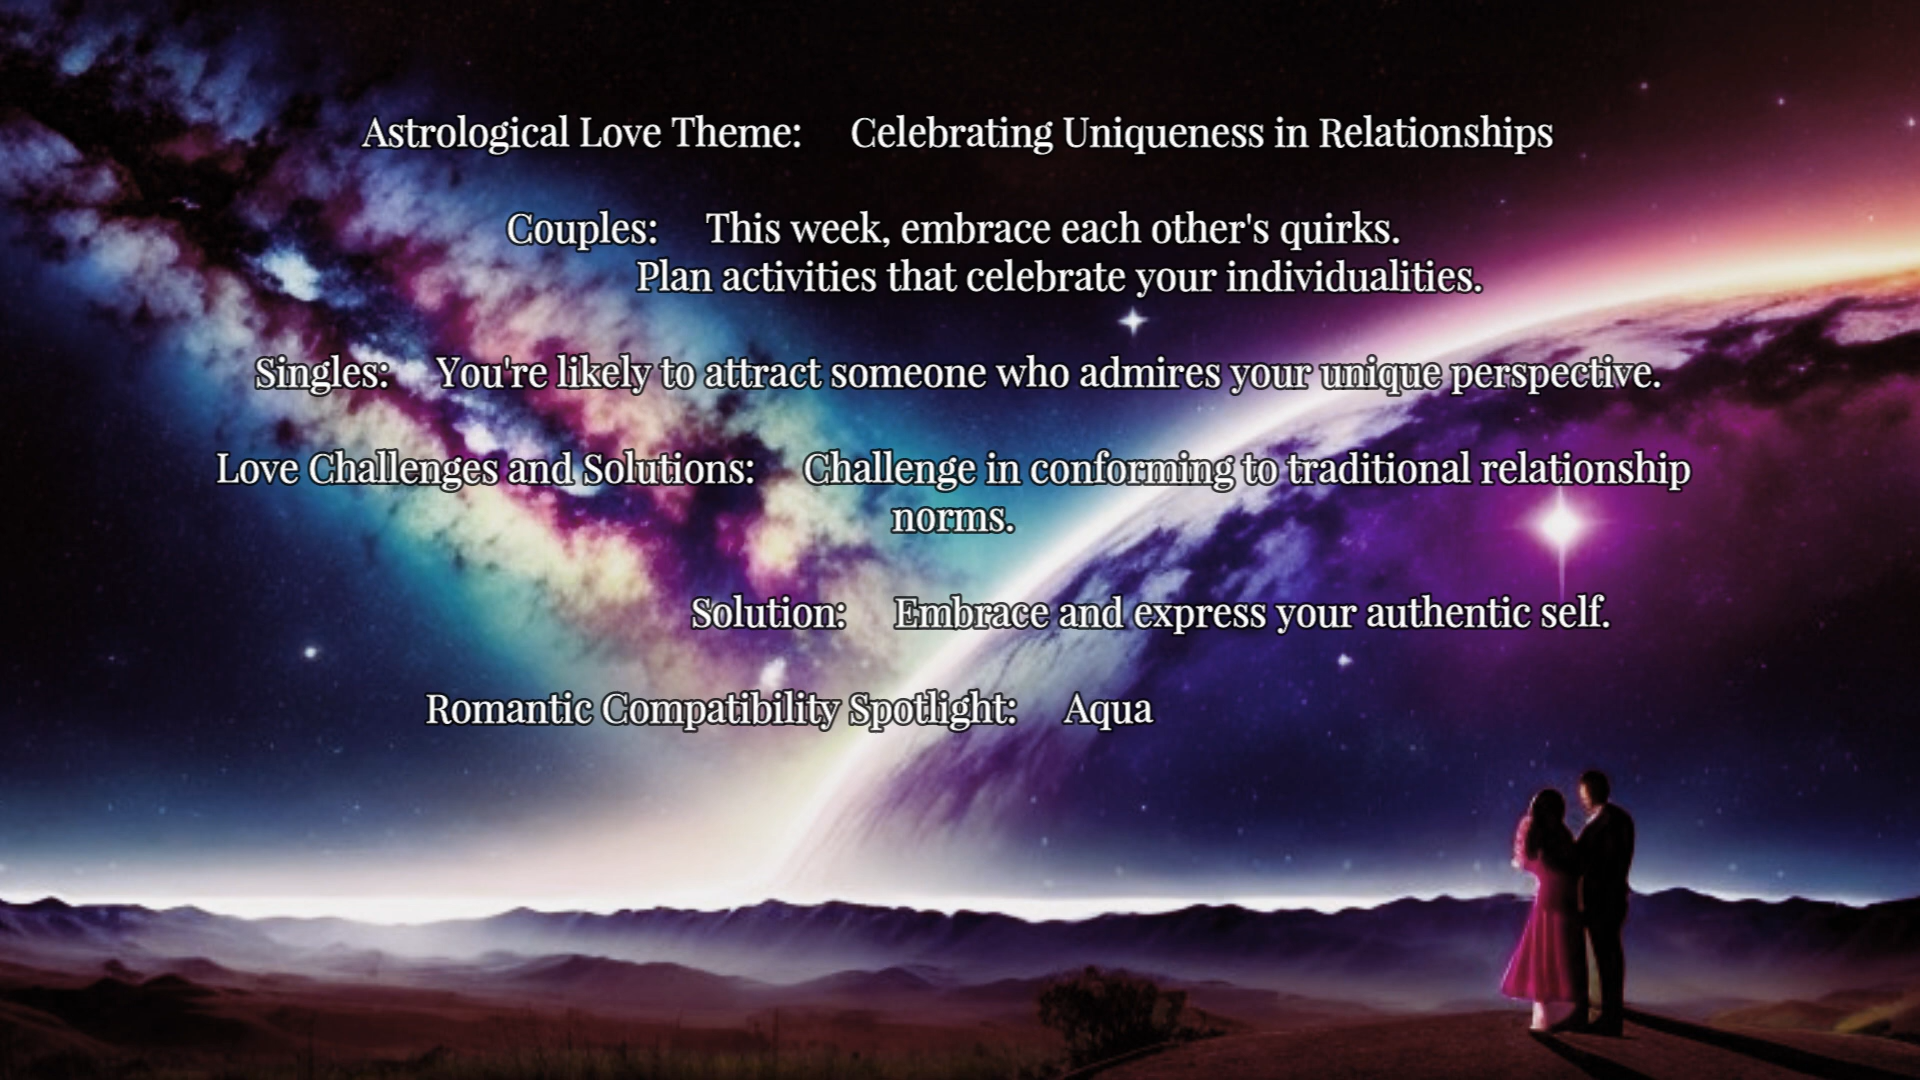 Astrological Love Theme: Celebrating Uniqueness in Relationships
Couples: This week, embrace each other's quirks.
Plan activities that celebrate your individualities.
Singles: You're likely to attract someone who admires your unique perspective.
Love Challenges and Solutions: Challenge in conforming to traditional relationship
norms.
Solution: Embrace and express your authentic self.
Romantic Compatibility Spotlight: Aqua